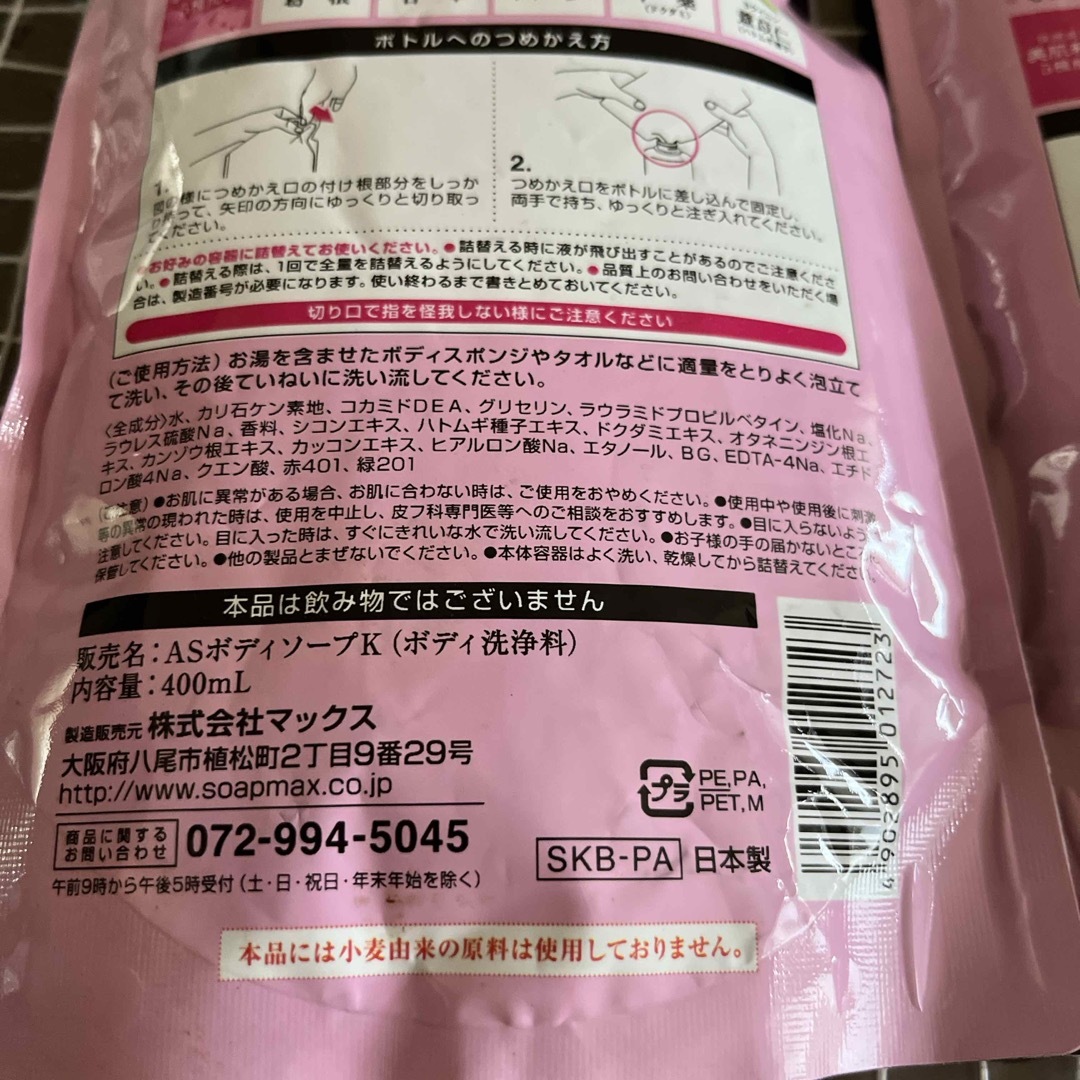 (ドクダミ)
ボトルへのつめかえ方
1.
図の様につめかえ口の付け根部分をしっか
り折って、矢印の方向にゆっくりと切り取っ
てください。
2.
つめかえ口をボトルに差し込んで固定し、
両手で持ち、ゆっくりと注ぎ入れてください。
●お好みの容器に詰替えてお使いください。●詰替える時に液が飛び出すことがあるのでご注意くださ
い。●詰替える際は、1回で全量を詰替えるようにしてください。●品質上のお問い合わせをいただく場
合は、製造番号が必要になります。使い終わるまで書きとめておいてください。
切り口で指を怪我しない様にご注意ください
〈ご使用方法〉お湯を含ませたボディスポンジやタオルなどに適量をとりよく泡立て
て洗い、その後ていねいに洗い流してください。
〈全成分〉水、カリ石ケン素地、コカミドDEA、グリセリン、ラウラミドプロピルベタイン、塩化Na、
ラウレス硫酸Na、香料、シコンエキス、ハトムギ種子エキス、ドクダミエキス、オタネニンジン根エ
キス、カンゾウ根エキス、カッコンエキス、ヒアルロン酸Na、エタノール、BG、EDTA-4Na、エチド
ロン酸4Na、クエン酸、赤401、緑201
〈ご注意〉●お肌に異常がある場合、お肌に合わない時は、ご使用をおやめください。●使用中や使用後に刺激
等の異常の現われた時は、使用を中止し、皮フ科専門医等へのご相談をおすすめします。●目に入らないよう
注意してください。目に入った時は、すぐにきれいな水で洗い流してください。●お子様の手の届かないところに
保管してください。●他の製品とまぜないでください。●本体容器はよく洗い、乾燥してから詰替えてください。
本品は飲み物ではございません
販売名:ASボディソープK(ボディ洗浄料)
内容量:400mL
製造販売元 株式会社マックス
大阪府八尾市植松町2丁目9番29号
http://www.soapmax.co.jp
商品に関する
お問い合わせ
072-994-5045
午前9時から午後5時受付(土・日・祝日・年末年始を除く)
プラ
PE,PA,
PET,M
SKB-PA 日本製
4 902895 012723
本品には小麦由来の原料は使用しておりません。